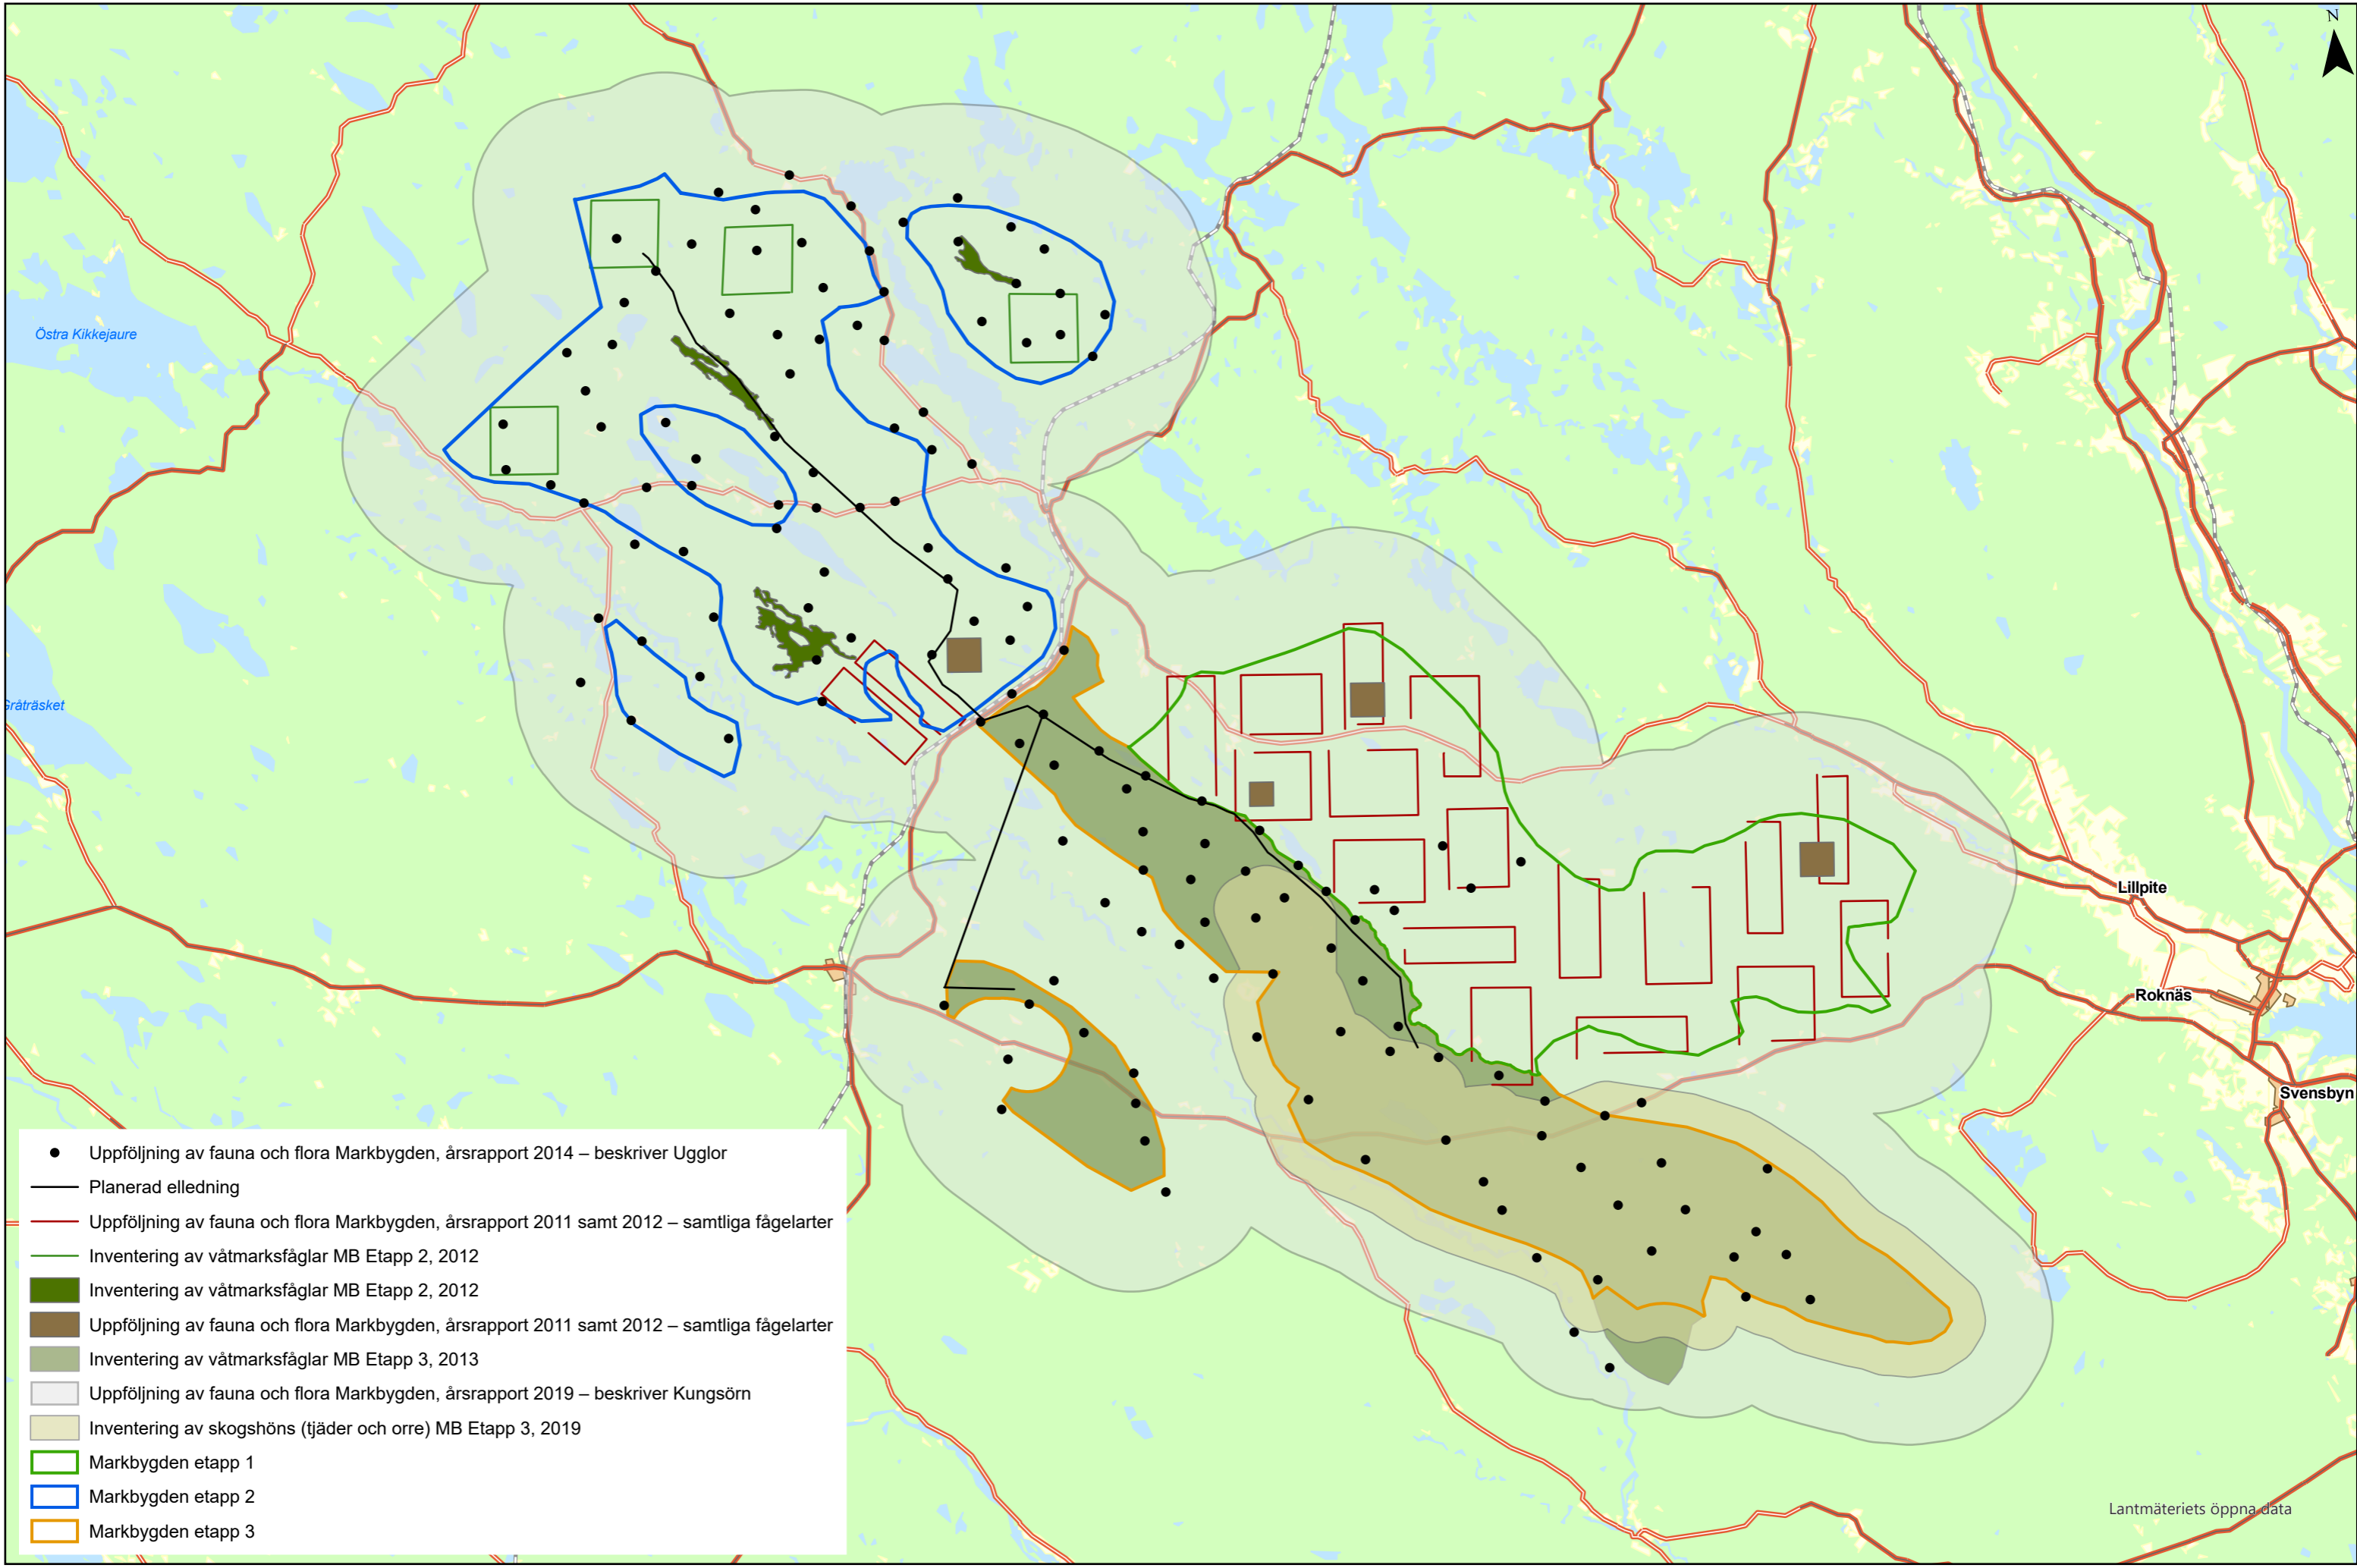 N
Östra Kikkejaure
Gråträsket
Lillpite
Roknäs
Svensbyn
Uppföljning av fauna och flora Markbygden, årsrapport 2014 – beskriver Ugglor
Planerad elledning
Uppföljning av fauna och flora Markbygden, årsrapport 2011 samt 2012 – samtliga fågelarter
Inventering av våtmarksfåglar MB Etapp 2, 2012
Inventering av våtmarksfåglar MB Etapp 2, 2012
Uppföljning av fauna och flora Markbygden, årsrapport 2011 samt 2012 – samtliga fågelarter
Inventering av våtmarksfåglar MB Etapp 3, 2013
Uppföljning av fauna och flora Markbygden, årsrapport 2019 – beskriver Kungsörn
Inventering av skogshöns (tjäder och orre) MB Etapp 3, 2019
Markbygden etapp 1
Markbygden etapp 2
Markbygden etapp 3
Lantmäteriets öppna data